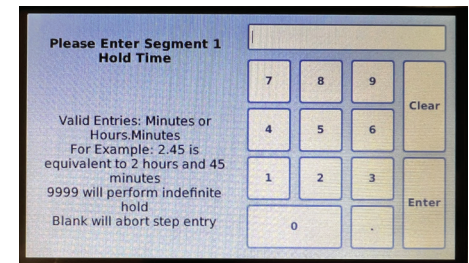 Please Enter Segment 1
Hold Time
Valid Entries: Minutes or
Hours.Minutes
For Example: 2.45 is
equivalent to 2 hours and 45
minutes
9999 will perform indefinite
hold
Blank will abort step entry
7 8 9
Clear
4 5 6
1 2 3
Enter
0 .